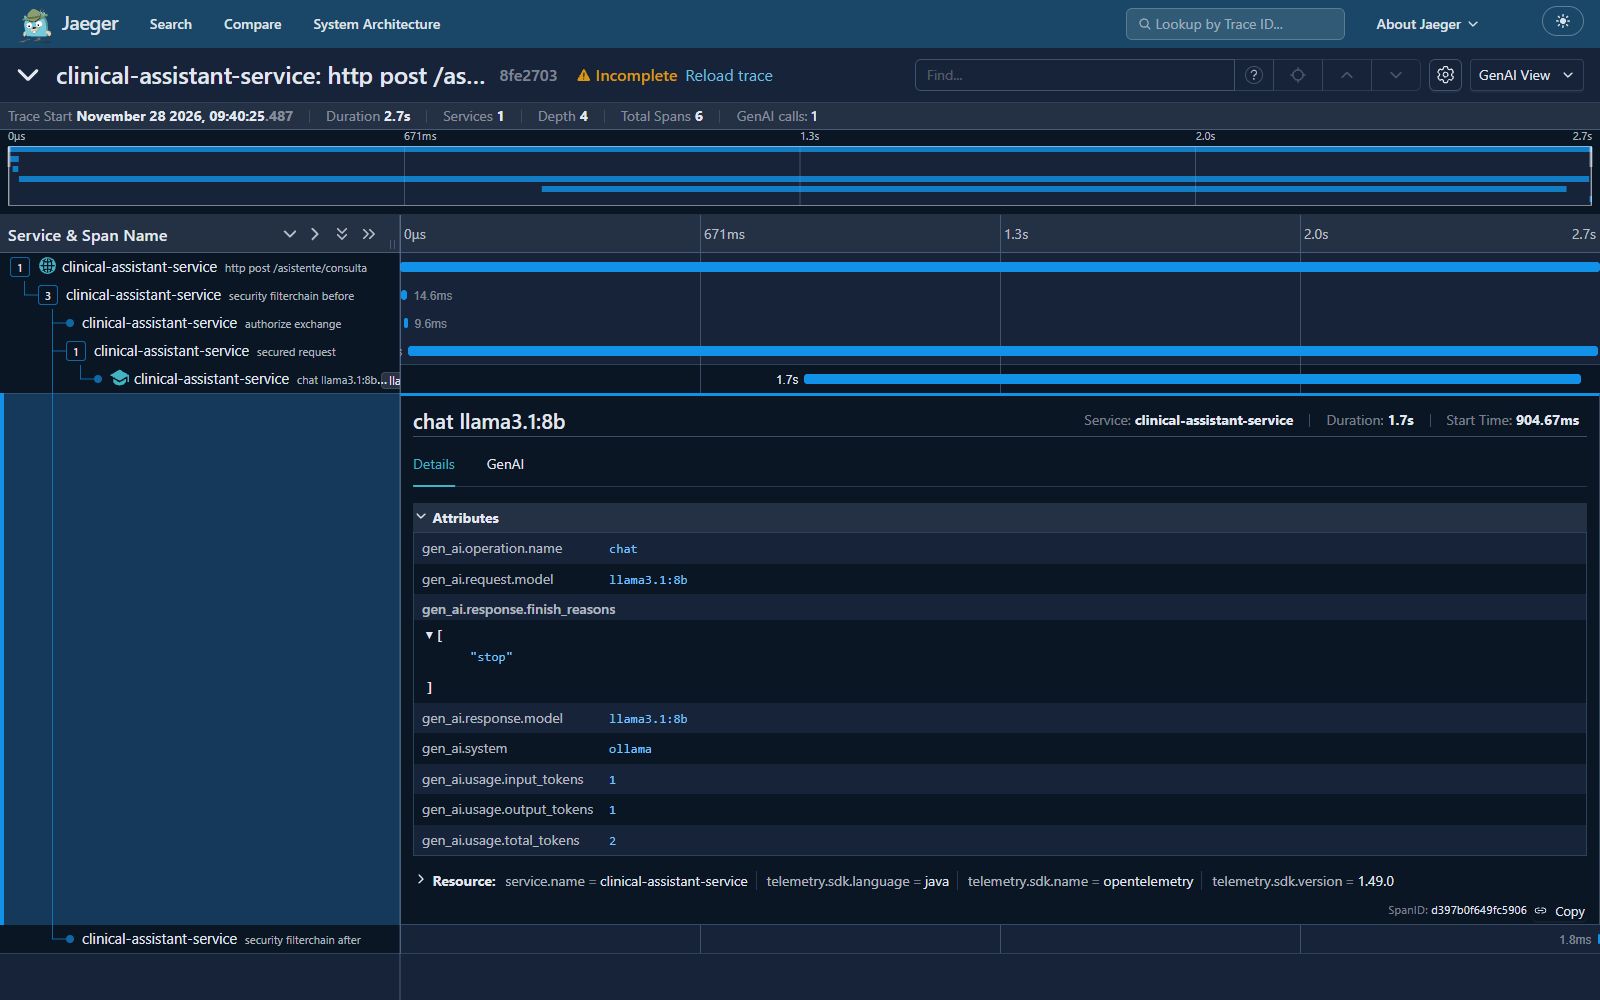 Jaeger
Search
Compare
System Architecture
Lookup by Trace ID...
About Jaeger
clinical-assistant-service: http post /as...
8fe2703
Incomplete
Reload trace
Find...
?
GenAI View
Trace Start November 28 2026, 09:40:25.487
Duration 2.7s
Services 1
Depth 4
Total Spans 6
GenAI calls: 1
0µs
671ms
1.3s
2.0s
2.7s
Service & Span Name
0µs
671ms
1.3s
2.0s
2.7s
1 clinical-assistant-service http post /asistente/consulta
3 clinical-assistant-service security filterchain before
14.6ms
clinical-assistant-service authorize exchange
9.6ms
1 clinical-assistant-service secured request
clinical-assistant-service chat llama3.1:8b... lla
1.7s
chat llama3.1:8b
Service: clinical-assistant-service
Duration: 1.7s
Start Time: 904.67ms
Details
GenAI
Attributes
gen_ai.operation.name chat
gen_ai.request.model llama3.1:8b
gen_ai.response.finish_reasons
[
"stop"
]
gen_ai.response.model llama3.1:8b
gen_ai.system ollama
gen_ai.usage.input_tokens 1
gen_ai.usage.output_tokens 1
gen_ai.usage.total_tokens 2
Resource: service.name = clinical-assistant-service telemetry.sdk.language = java telemetry.sdk.name = opentelemetry telemetry.sdk.version = 1.49.0
SpanID: d397b0f649fc5906 Copy
clinical-assistant-service security filterchain after
1.8ms